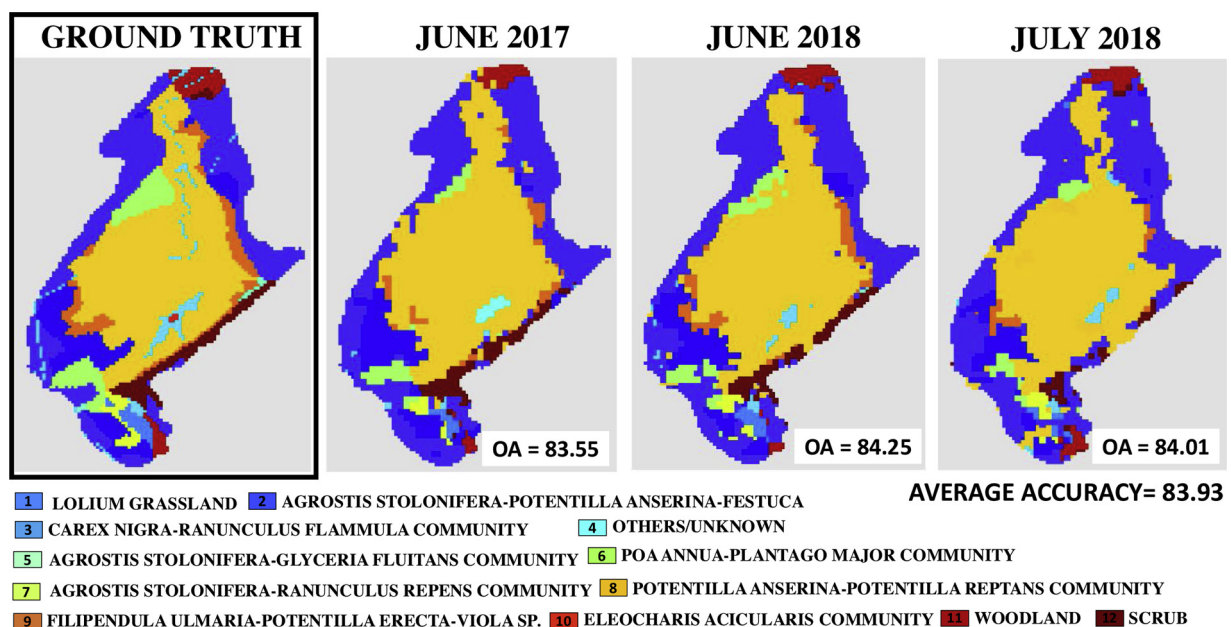 GROUND TRUTH
JUNE 2017
JUNE 2018
JULY 2018
OA = 83.55
OA = 84.25
OA = 84.01
AVERAGE ACCURACY= 83.93
1 LOLIUM GRASSLAND 2 AGROSTIS STOLONIFERA-POTENTILLA ANSERINA-FESTUCA
3 CAREX NIGRA-RANUNCULUS FLAMMULA COMMUNITY 4 OTHERS/UNKNOWN
5 AGROSTIS STOLONIFERA-GLYCERIA FLUITANS COMMUNITY 6 POA ANNUA-PLANTAGO MAJOR COMMUNITY
7 AGROSTIS STOLONIFERA-RANUNCULUS REPENS COMMUNITY 8 POTENTILLA ANSERINA-POTENTILLA REPTANS COMMUNITY
9 FILIPENDULA ULMARIA-POTENTILLA ERECTA-VIOLA SP. 10 ELEOCHARIS ACICULARIS COMMUNITY 11 WOODLAND 12 SCRUB